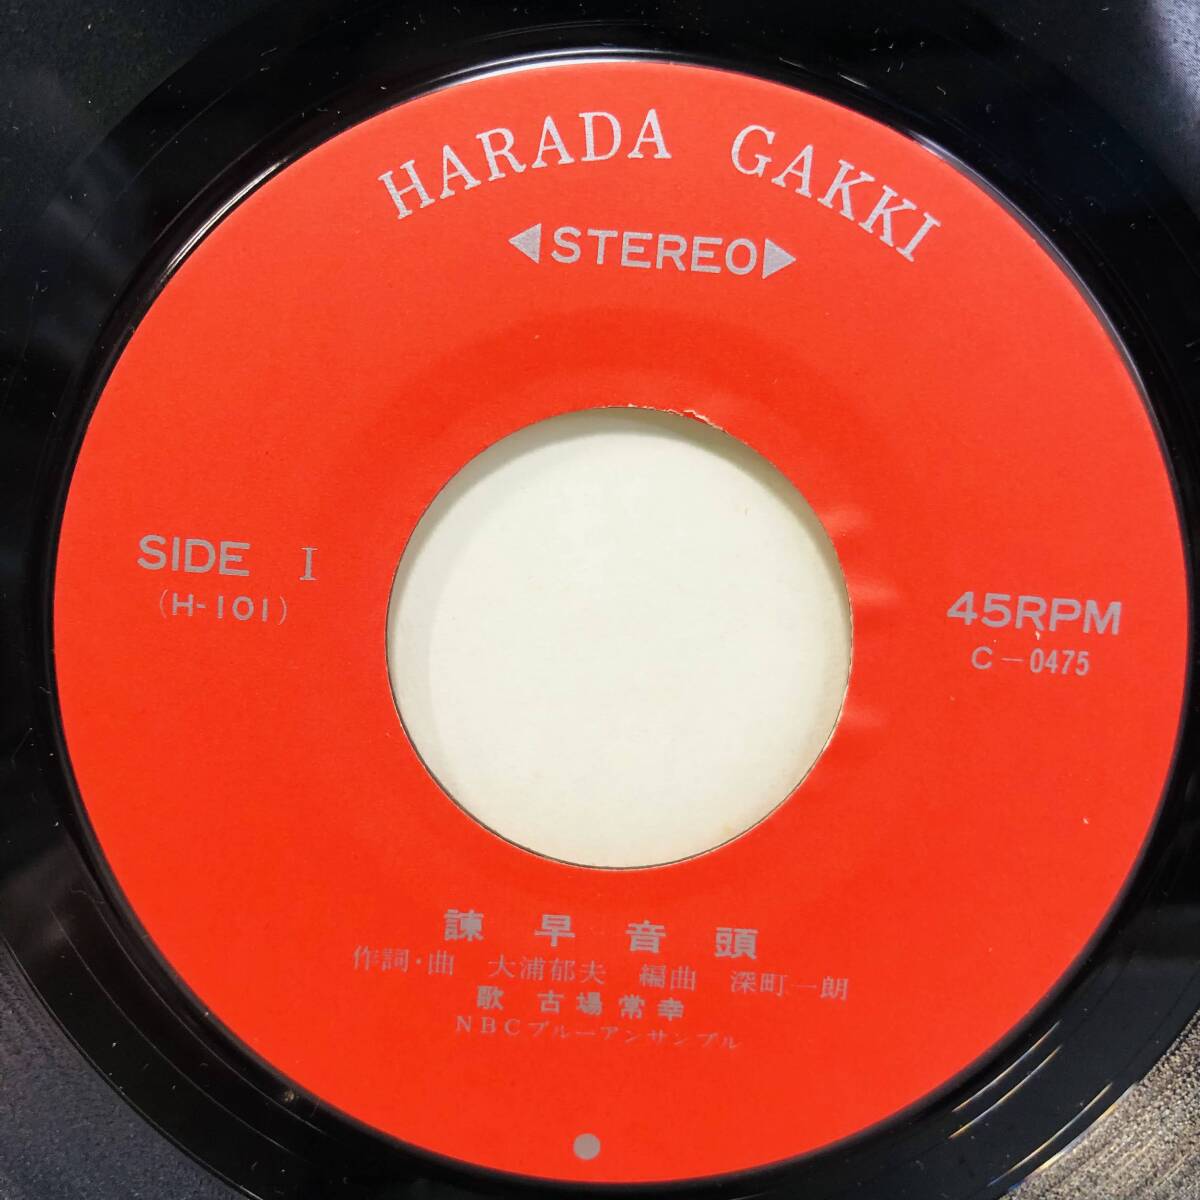 HARADA GAKKI
◁STEREO▷
SIDE I
(H-101)
45RPM
C-0475
諫早音頭
作詞・曲 大浦郁夫 編曲 深町一朗
歌 古場常幸
NBCブルーアンサンブル